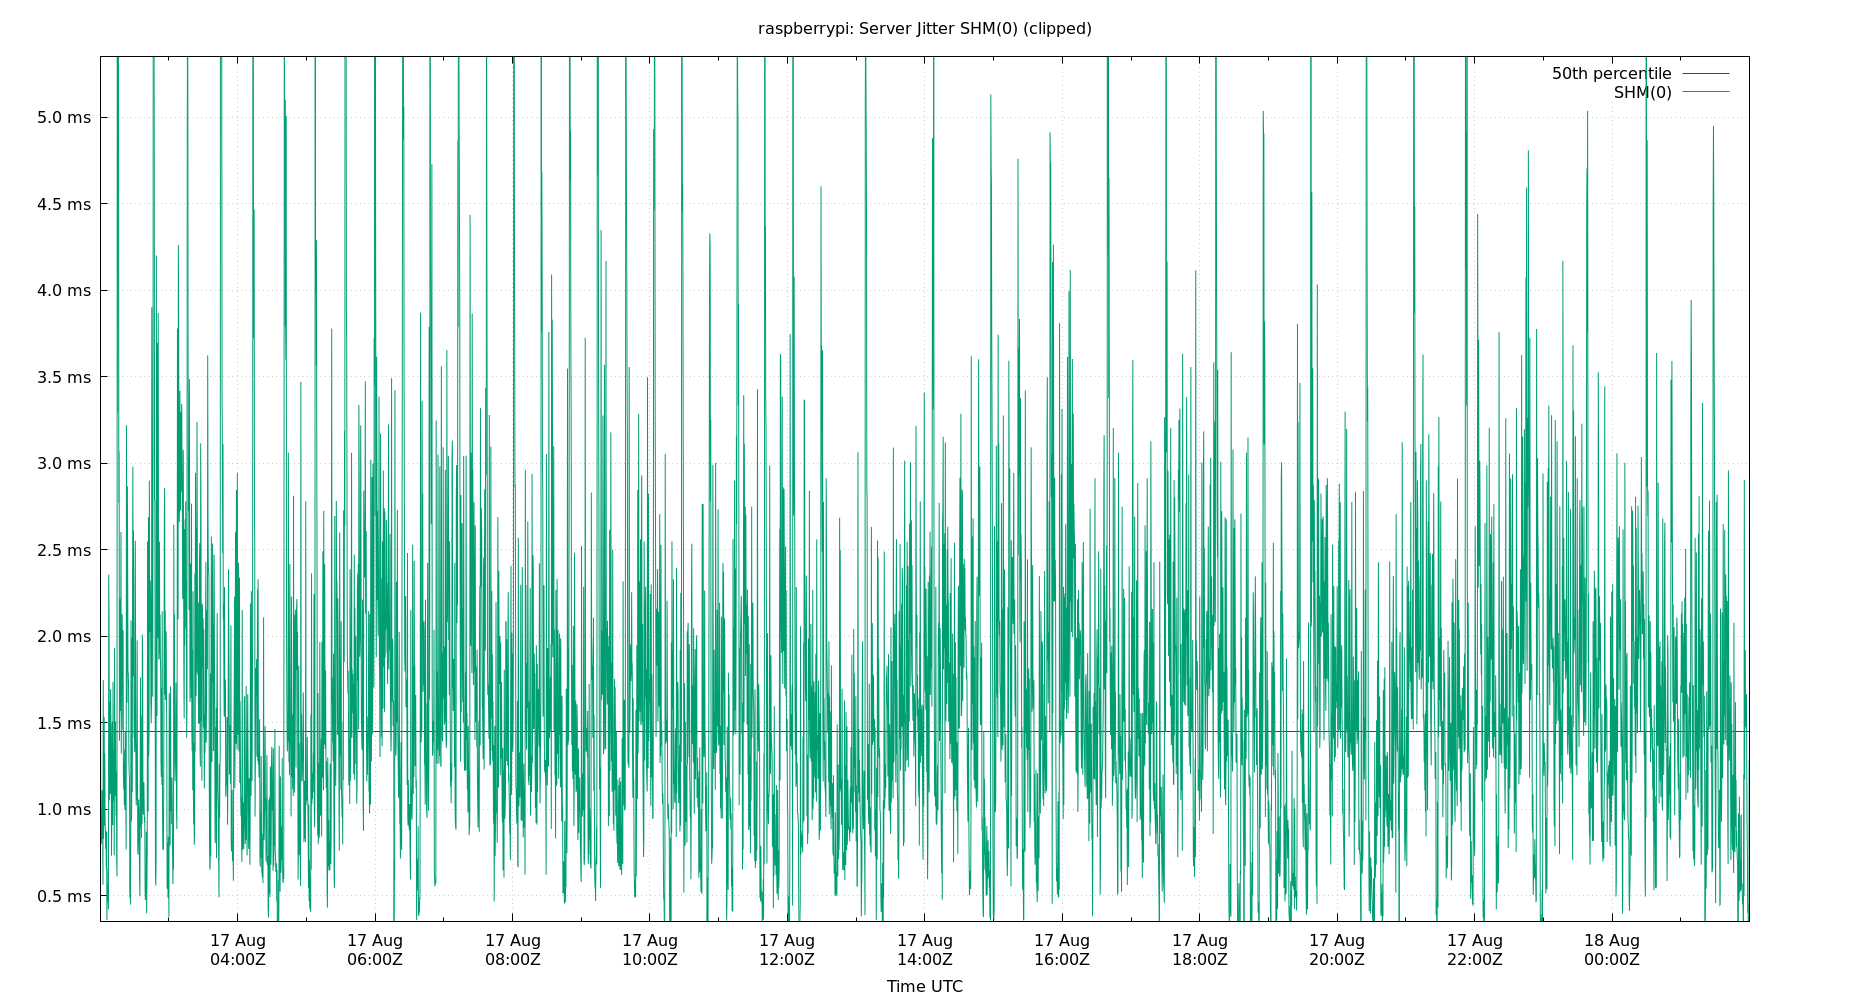 raspberrypi: Server Jitter SHM(0) (clipped)
50th percentile
SHM(0)
5.0 ms
4.5 ms
4.0 ms
3.5 ms
3.0 ms
2.5 ms
2.0 ms
1.5 ms
1.0 ms
0.5 ms
17 Aug 17 Aug 17 Aug 17 Aug 17 Aug 17 Aug 17 Aug 17 Aug 17 Aug 17 Aug 18 Aug
04:00Z 06:00Z 08:00Z 10:00Z 12:00Z 14:00Z 16:00Z 18:00Z 20:00Z 22:00Z 00:00Z
Time UTC